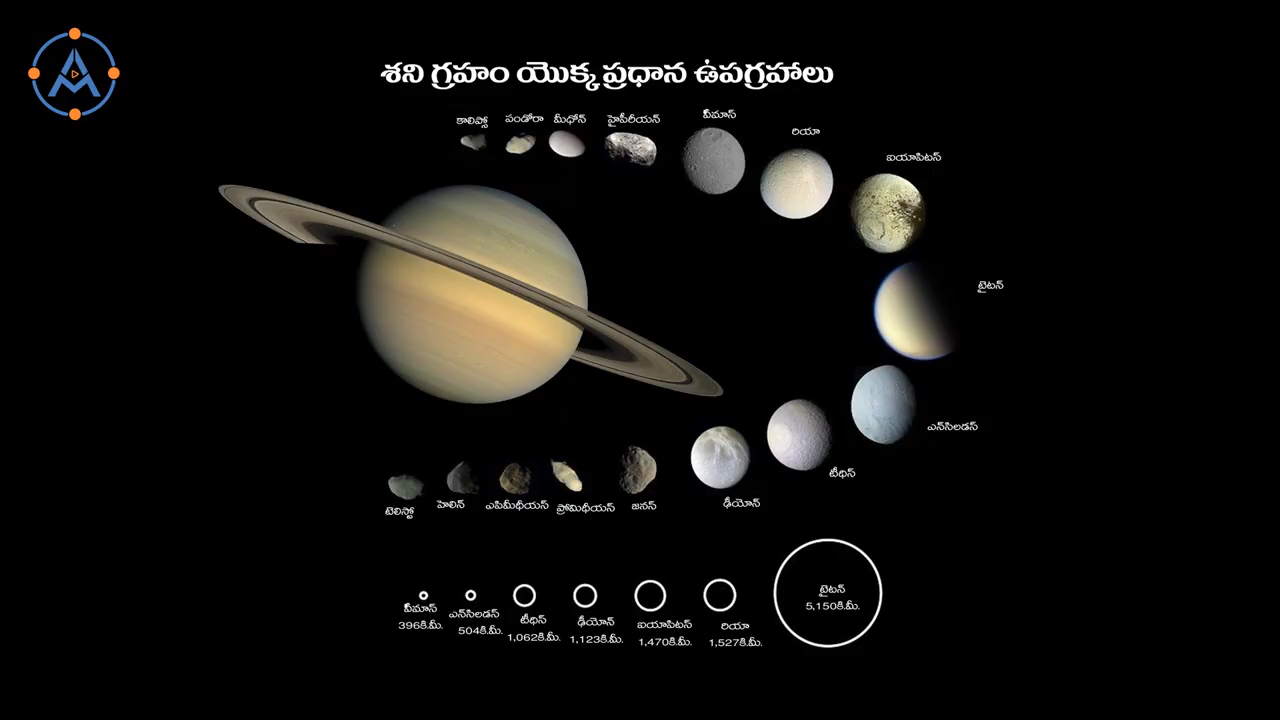 శని గ్రహం యొక్క ప్రధాన ఉపగ్రహాలు
కాలిప్సో
పండోరా
మీథోన్
హైపీరియన్
మీమాస్
రియా
ఐయాపిటస్
టైటన్
ఎన్‌సిలడస్
టీథిస్
ఢీయోన్
జనస్
ప్రోమిథీయస్
ఎపిమీథీయస్
హెలిన్
టెలిస్టో
మీమాస్
396కి.మీ.
ఎన్‌సిలడస్
504కి.మీ.
టీథిస్
1,062కి.మీ.
ఢీయోన్
1,123కి.మీ.
ఐయాపిటస్
1,470కి.మీ.
రియా
1,527కి.మీ.
టైటన్
5,150కి.మీ.